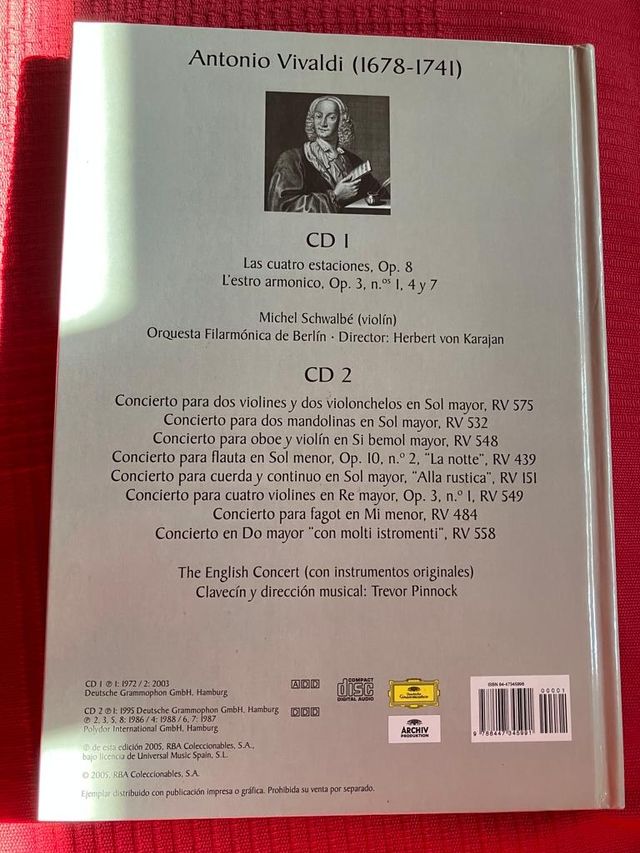 Antonio Vivaldi (1678-1741)
CD 1
Las cuatro estaciones, Op. 8
L'estro armonico, Op. 3, n.ºs 1, 4 y 7
Michel Schwalbé (violín)
Orquesta Filarmónica de Berlín · Director: Herbert von Karajan
CD 2
Concierto para dos violines y dos violonchelos en Sol mayor, RV 575
Concierto para dos mandolinas en Sol mayor, RV 532
Concierto para oboe y violín en Si bemol mayor, RV 548
Concierto para flauta en Sol menor, Op. 10, n.º 2, "La notte", RV 439
Concierto para cuerda y continuo en Sol mayor, "Alla rustica", RV 151
Concierto para cuatro violines en Re mayor, Op. 3, n.º 1, RV 549
Concierto para fagot en Mi menor, RV 484
Concierto en Do mayor "con molti istromenti", RV 558
The English Concert (con instrumentos originales)
Clavecín y dirección musical: Trevor Pinnock
CD 1 ℗ 1: 1972 / 2: 2003
Deutsche Grammophon GmbH, Hamburg
ADD
COMPACT
disc
DIGITAL AUDIO
Deutsche Grammophon
CD 2 ℗ 1: 1995 Deutsche Grammophon GmbH, Hamburg
℗ 2, 3, 5, 8: 1986 / 4: 1988 / 6, 7: 1987
Polydor International GmbH, Hamburg
DDD
ARCHIV
PRODUKTION
℗ de esta edición 2005, RBA Coleccionables, S.A.,
bajo licencia de Universal Music Spain, S.L.
© 2005, RBA Coleccionables, S.A.
Ejemplar distribuido con publicación impresa o gráfica. Prohibida su venta por separado.
00001
9 788447 345991